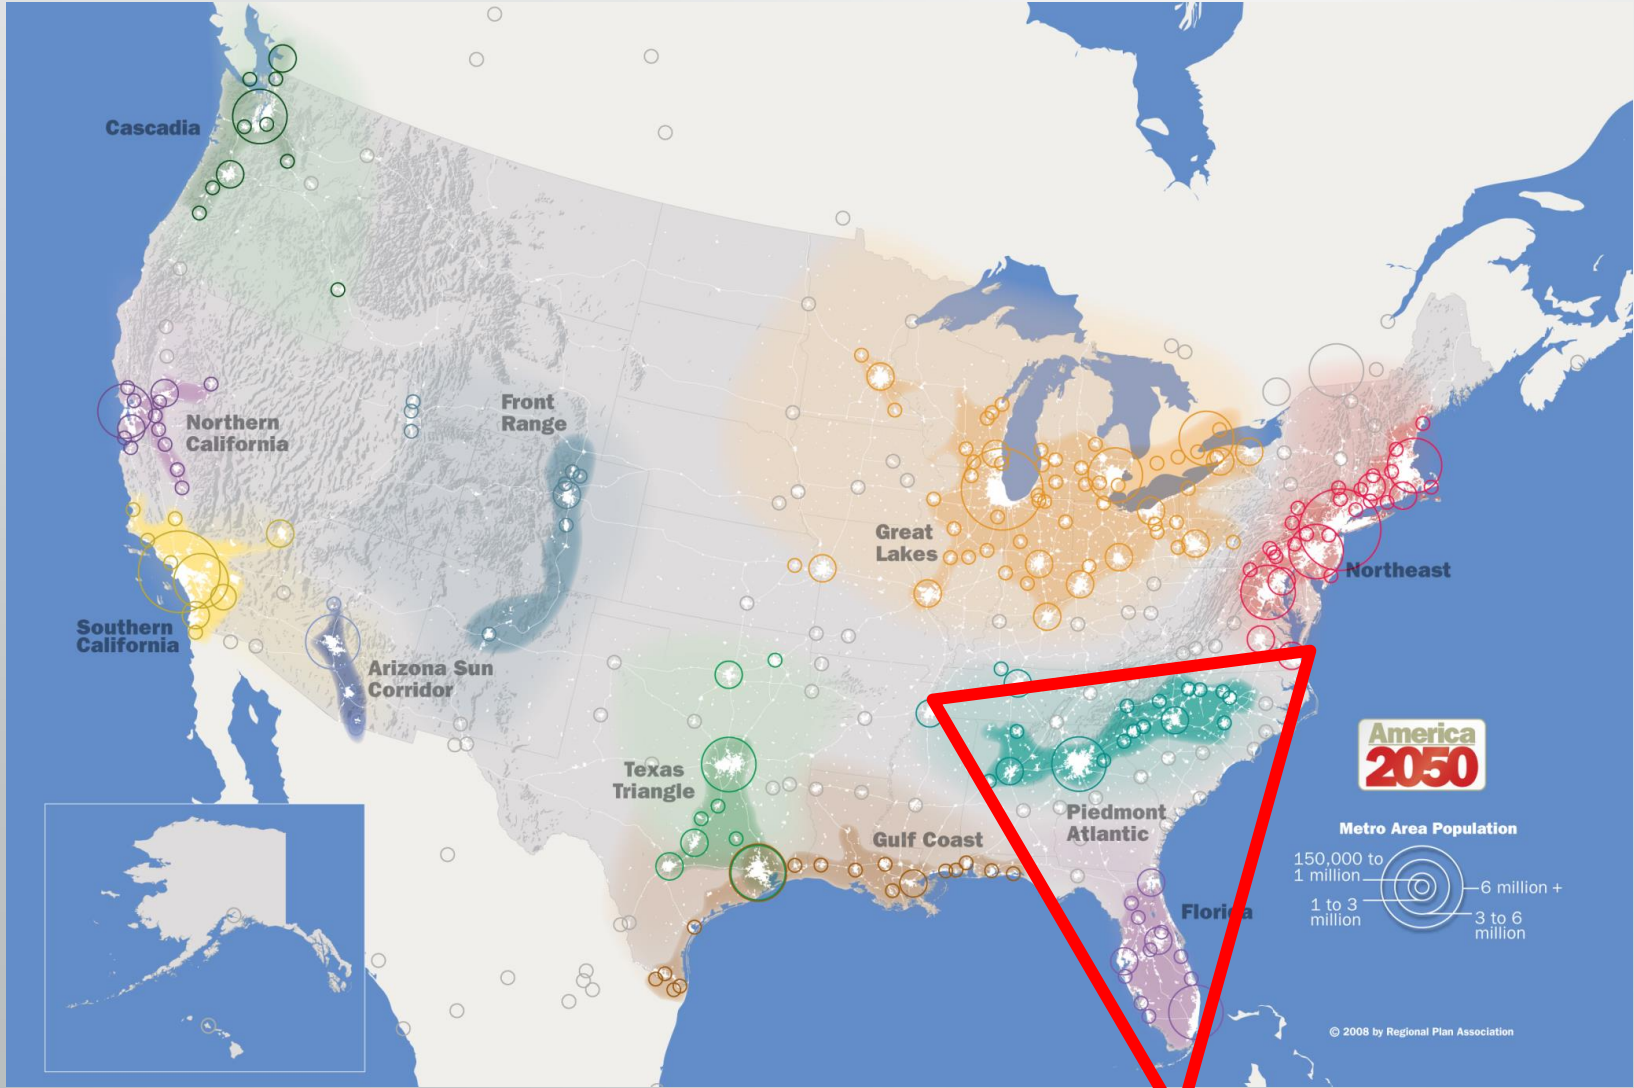 Cascadia
Northern
California
Southern
California
Arizona Sun
Corridor
Front
Range
Great
Lakes
Northeast
Texas
Triangle
Gulf Coast
Piedmont
Atlantic
Florida
America
2050
Metro Area Population
150,000 to
1 million
1 to 3
million
6 million +
3 to 6
million
© 2008 by Regional Plan Association